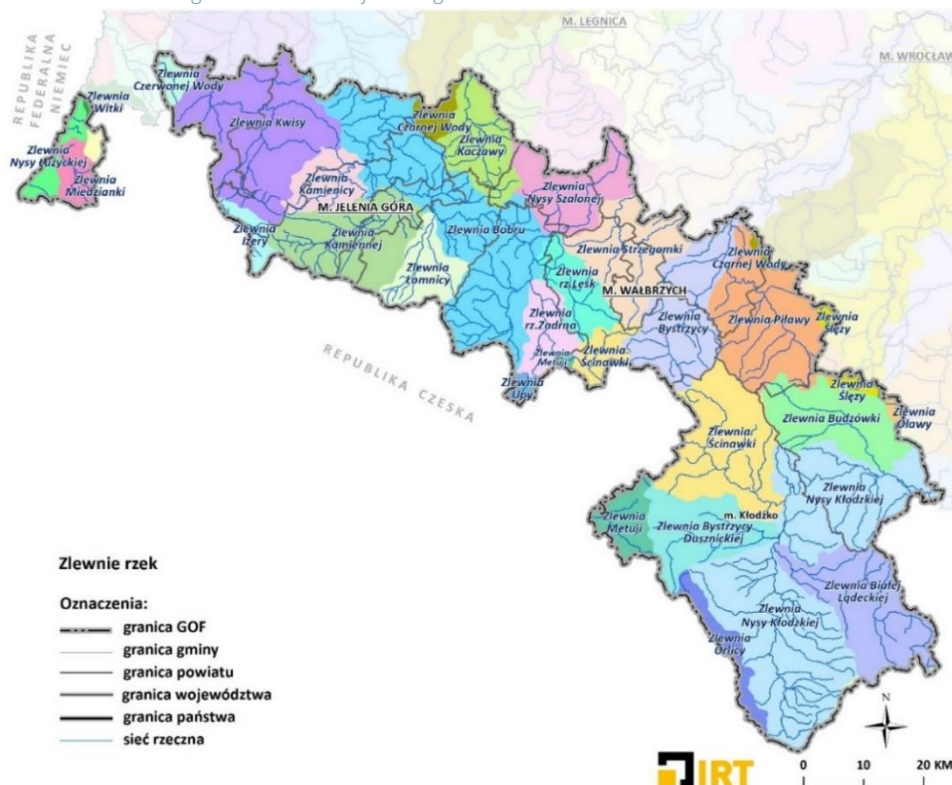 M. LEGNICA
M. WROCŁAW
REPUBLIKA
FEDERALNA
NIEMIEC
Zlewnia
Czerwonej Wody
Zlewnia
Witki
Zlewnia Kwisy
Zlewnia
Czarnej Wody
Zlewnia
Kaczawy
Zlewnia
Nysy Łużyckiej
Zlewnia
Miedzianki
Zlewnia
Kamienicy
Zlewnia
Nysy Szalonej
M. JELENIA GÓRA
Zlewnia
Izery
Zlewnia
Kamiennej
Zlewnia Bobru
Zlewnia Strzegomki
Zlewnia
Czarnej Wody
Zlewnia
Łomnicy
Zlewnia
rz. Lesk
M. WAŁBRZYCH
Zlewnia
rz. Zadrna
Zlewnia
Bystrzycy
Zlewnia Piławy
Zlewnia
Ślęzy
REPUBLIKA CZESKA
Zlewnia
Metuji
Zlewnia
Ścinawki
Zlewnia
Upy
Zlewnia
Ślęzy
Zlewnia Budzówki
Zlewnia
Oławy
Zlewnia
Ścinawki
Zlewnia
Nysy Kłodzkiej
m. Kłodzko
Zlewnia
Metuji
Zlewnia Bystrzycy
Dusznickiej
Zlewnia Białej
Lądeckiej
Zlewnia
Nysy Kłodzkiej
Zlewnia
Orlicy
Zlewnie rzek
Oznaczenia:
granica GOF
granica gminy
granica powiatu
granica województwa
granica państwa
sieć rzeczna
N
IRT
0 10 20 KM